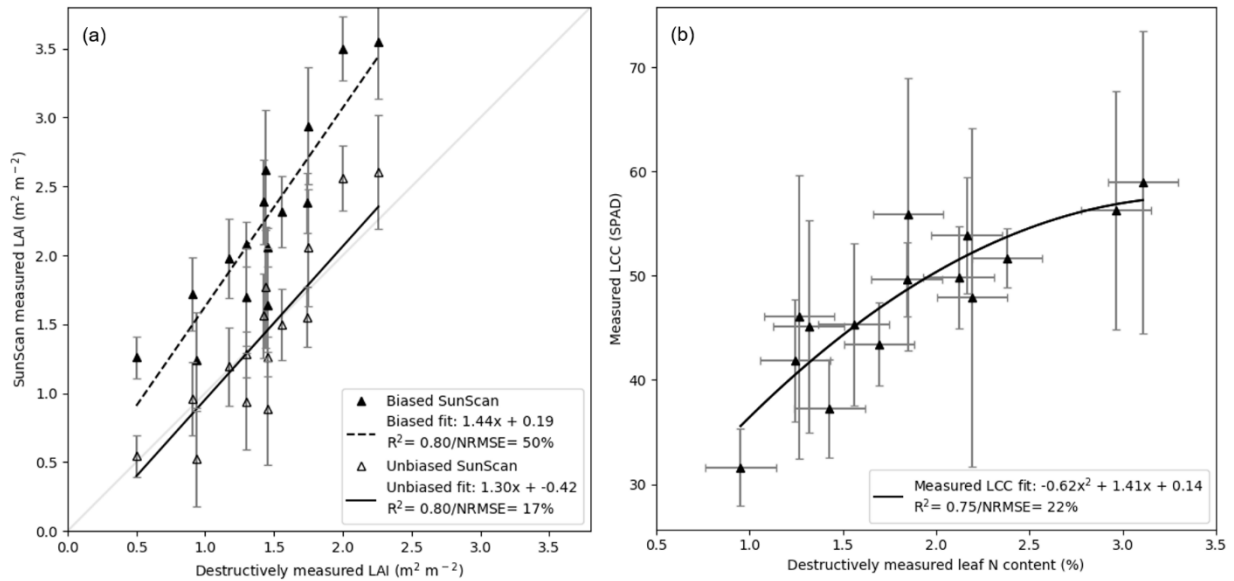 (a)
3.5
3.0
2.5
2.0
1.5
1.0
0.5
0.0
SunScan measured LAI (m² m⁻²)
0.0 0.5 1.0 1.5 2.0 2.5 3.0 3.5
Destructively measured LAI (m² m⁻²)
Biased SunScan
Biased fit: 1.44x + 0.19
R²= 0.80/NRMSE= 50%
Unbiased SunScan
Unbiased fit: 1.30x + -0.42
R²= 0.80/NRMSE= 17%
(b)
70
60
50
40
30
Measured LCC (SPAD)
0.5 1.0 1.5 2.0 2.5 3.0 3.5
Destructively measured leaf N content (%)
Measured LCC fit: -0.62x² + 1.41x + 0.14
R²= 0.75/NRMSE= 22%